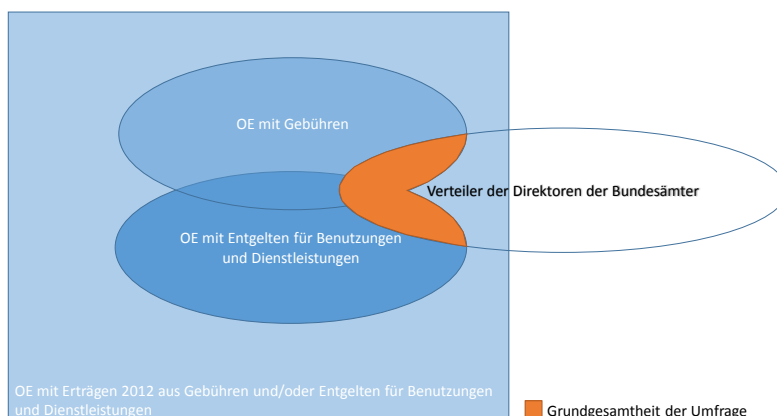 OE mit Gebühren
Verteiler der Direktoren der Bundesämter
OE mit Entgelten für Benutzungen
und Dienstleistungen
OE mit Erträgen 2012 aus Gebühren und/oder Entgelten für Benutzungen
und Dienstleistungen
Grundgesamtheit der Umfrage